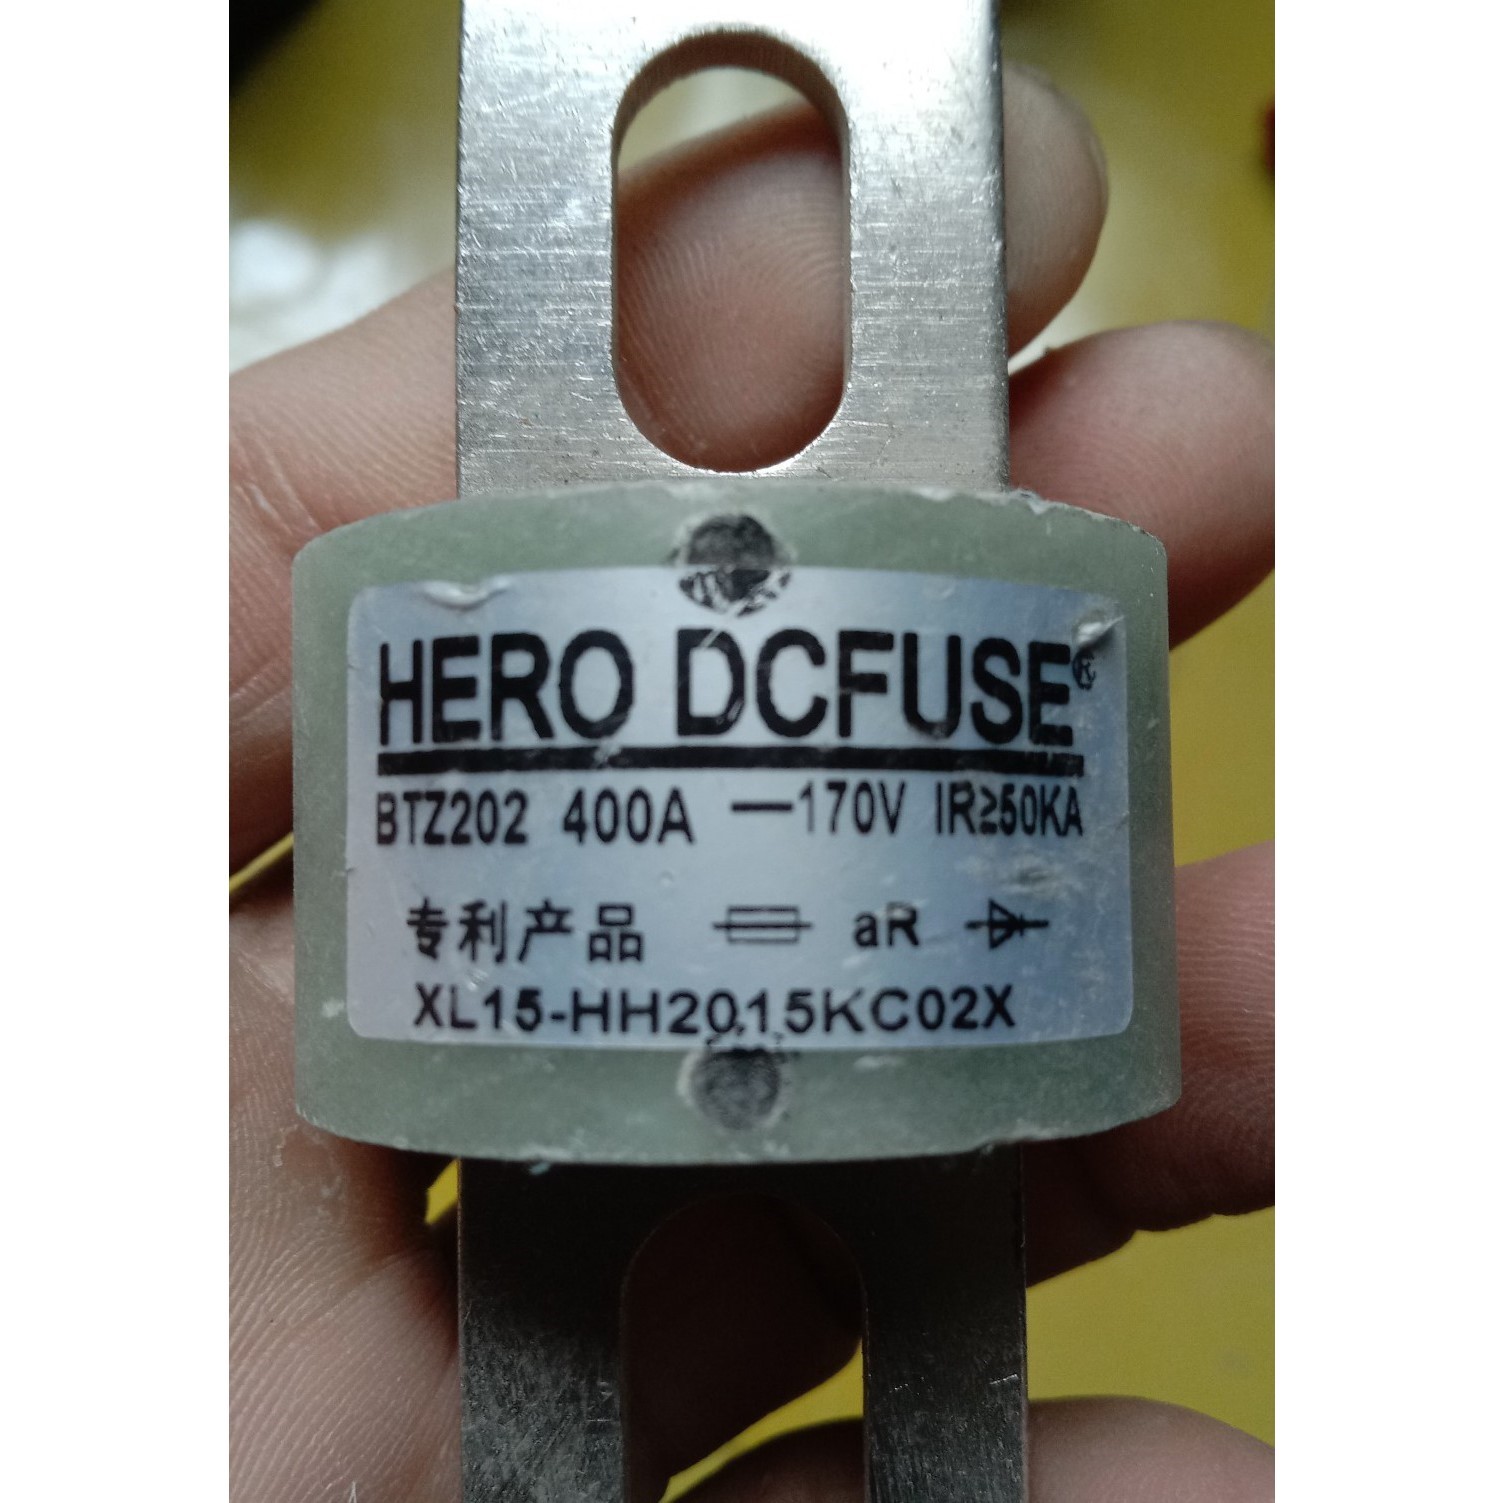 HERO DCFUSE®
BTZ202 400A —170V IR≥50KA
专利产品 aR
XL15-HH2015KC02X